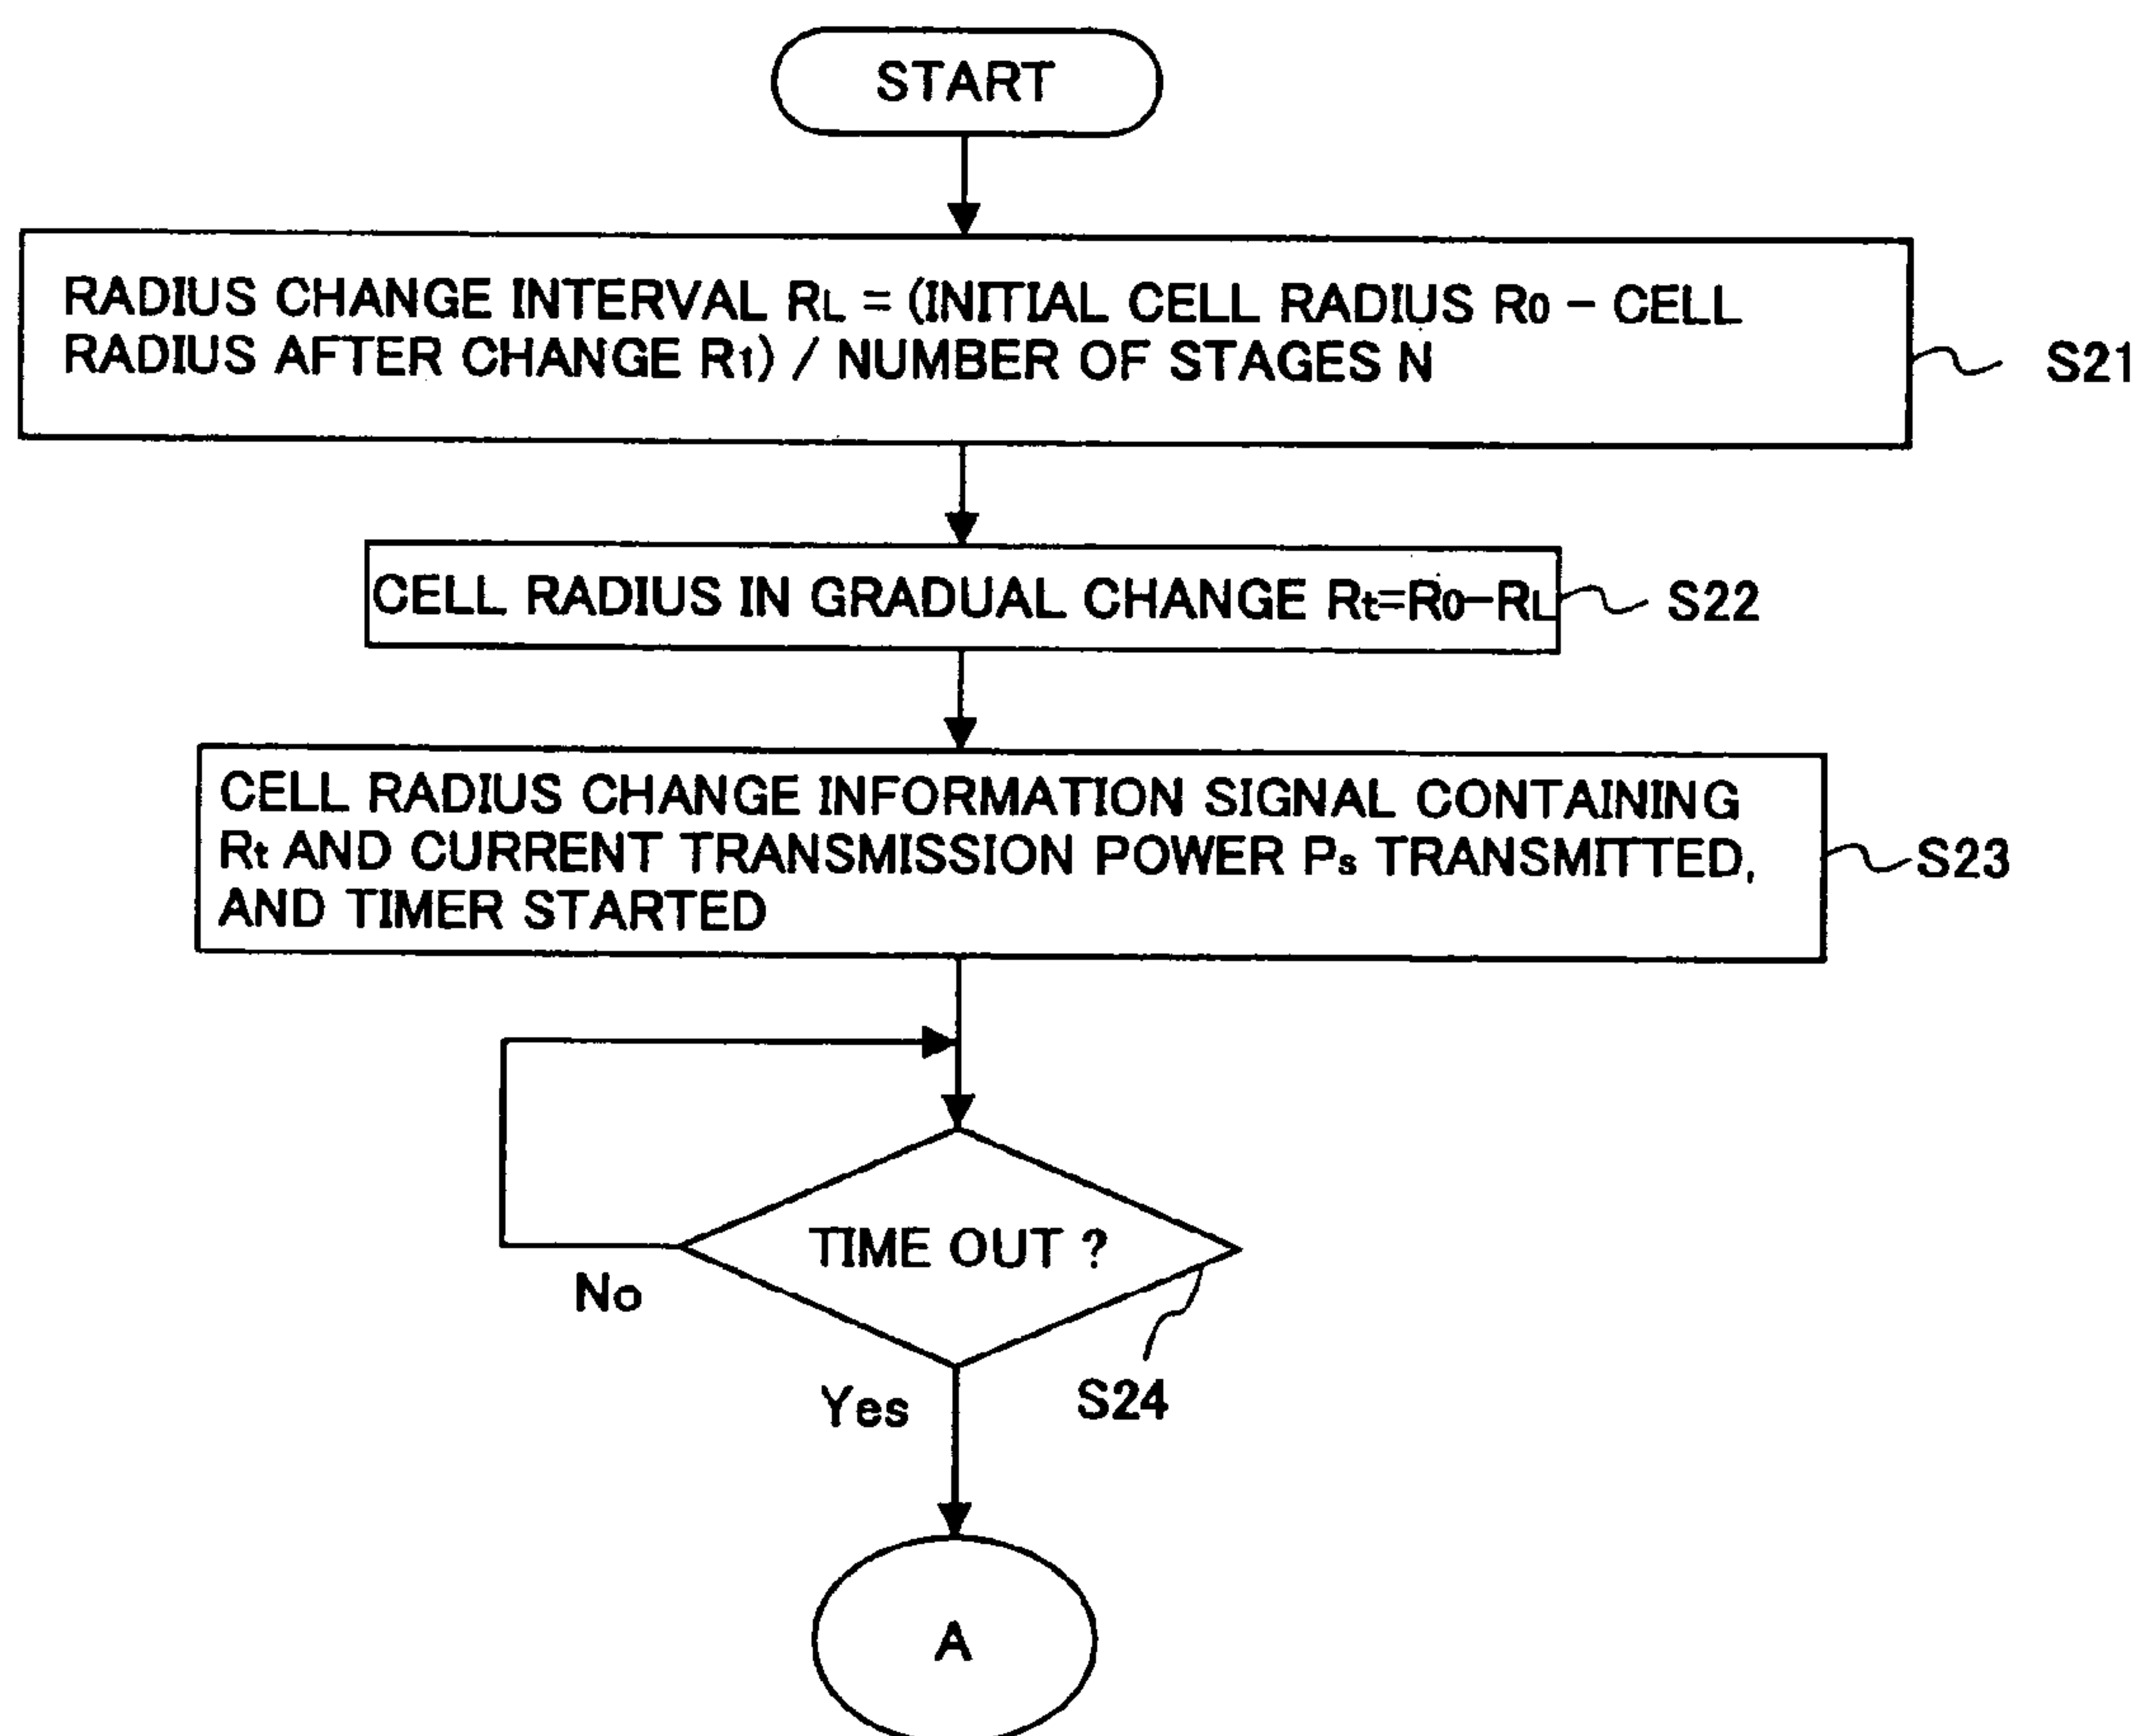 START
RADIUS CHANGE INTERVAL RL = (INITIAL CELL RADIUS R0 - CELL
RADIUS AFTER CHANGE R1) / NUMBER OF STAGES N
S21
CELL RADIUS IN GRADUAL CHANGE Rt=R0-RL
S22
CELL RADIUS CHANGE INFORMATION SIGNAL CONTAINING
Rt AND CURRENT TRANSMISSION POWER Ps TRANSMITTED,
AND TIMER STARTED
S23
TIME OUT ?
No
Yes
S24
A